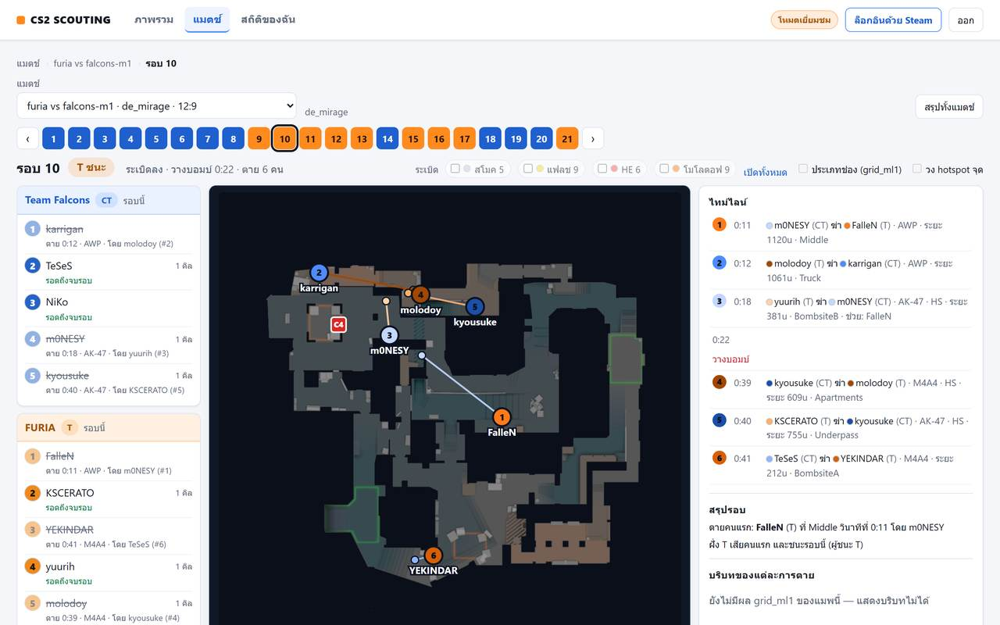 CS2 SCOUTING
ภาพรวม
แมตช์
สถิติของฉัน
โหมดเยี่ยมชม
ล็อกอินด้วย Steam
ออก
แมตช์ · furia vs falcons-m1 · รอบ 10
แมตช์
furia vs falcons-m1 · de_mirage · 12:9
de_mirage
สรุปทั้งแมตช์
‹ 1 2 3 4 5 6 7 8 9 10 11 12 13 14 15 16 17 18 19 20 21 ›
รอบ 10 T ชนะ ระเบิดลง · วางบอมบ์ 0:22 · ตาย 6 คน
ระเบิด สโมค 5 แฟลช 9 HE 6 โมโลตอฟ 9 เปิดทั้งหมด ประเภทช่อง (grid_ml1) วง hotspot จุด
Team Falcons CT รอบนี้
1 karrigan
ตาย 0:12 · AWP · โดย molodoy (#2)
2 TeSeS 1 คิล
รอดถึงจบรอบ
3 NiKo
รอดถึงจบรอบ
4 m0NESY 1 คิล
ตาย 0:18 · AK-47 · โดย yuurih (#3)
5 kyousuke 1 คิล
ตาย 0:40 · AK-47 · โดย KSCERATO (#5)
FURIA T รอบนี้
1 FalleN
ตาย 0:11 · AWP · โดย m0NESY (#1)
2 KSCERATO 1 คิล
รอดถึงจบรอบ
3 YEKINDAR
ตาย 0:41 · M4A4 · โดย TeSeS (#6)
4 yuurih 1 คิล
รอดถึงจบรอบ
5 molodoy 1 คิล
ตาย 0:39 · M4A4 · โดย kyousuke (#4)
2
karrigan
4
molodoy
5
kyousuke
C4
3
m0NESY
1
FalleN
6
YEKINDAR
ไทม์ไลน์
1 0:11 m0NESY (CT) ฆ่า FalleN (T) · AWP · ระยะ
1120u · Middle
2 0:12 molodoy (T) ฆ่า karrigan (CT) · AWP · ระยะ
1061u · Truck
3 0:18 yuurih (T) ฆ่า m0NESY (CT) · AK-47 · HS · ระยะ
381u · BombsiteB · ช่วย: FalleN
0:22
วางบอมบ์
4 0:39 kyousuke (CT) ฆ่า molodoy (T) · M4A4 · HS ·
ระยะ 609u · Apartments
5 0:40 KSCERATO (T) ฆ่า kyousuke (CT) · AK-47 · HS ·
ระยะ 755u · Underpass
6 0:41 TeSeS (CT) ฆ่า YEKINDAR (T) · M4A4 · ระยะ
212u · BombsiteA
สรุปรอบ
ตายคนแรก: FalleN (T) ที่ Middle วินาทีที่ 0:11 โดย m0NESY
ฝั่ง T เสียคนแรก และชนะรอบนี้ (ผู้ชนะ T)
บริบทของแต่ละการตาย
ยังไม่มีผล grid_ml1 ของแมพนี้ — แสดงบริบทไม่ได้